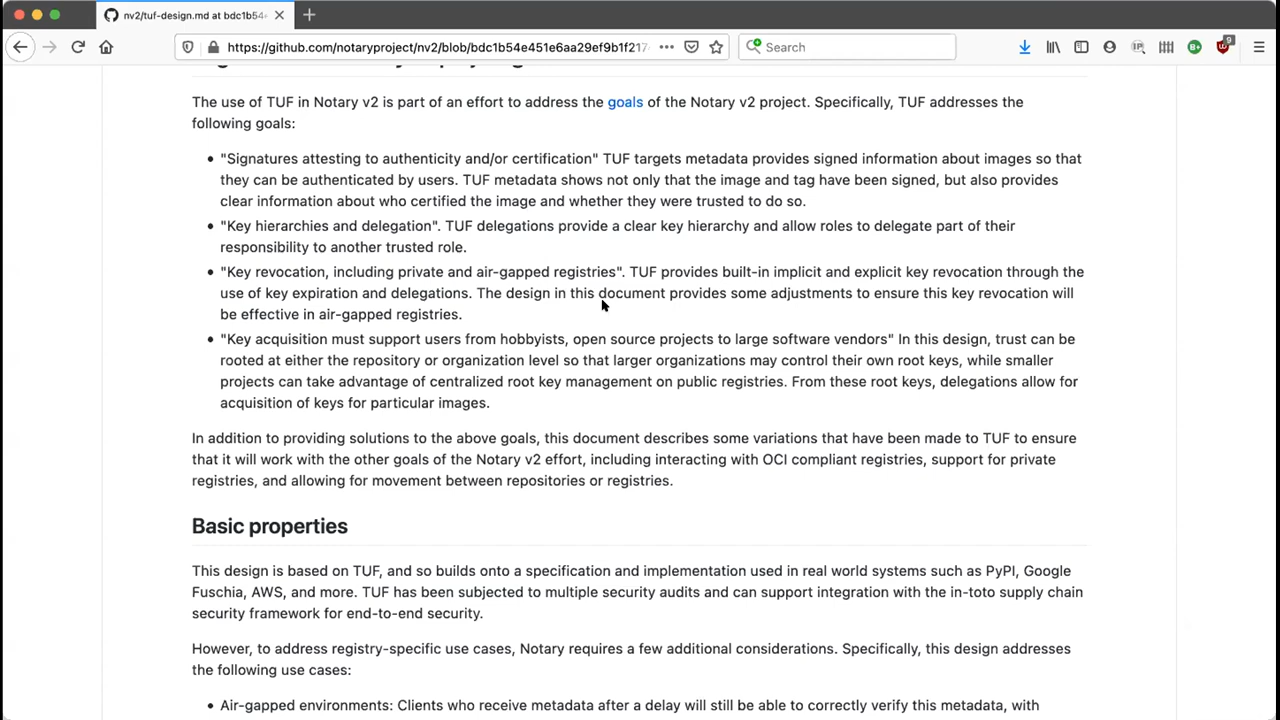 nv2/tuf-design.md at bdc1b54
https://github.com/notaryproject/nv2/blob/bdc1b54e451e6aa29ef9b1f217
Search
9
The use of TUF in Notary v2 is part of an effort to address the goals of the Notary v2 project. Specifically, TUF addresses the
following goals:
• "Signatures attesting to authenticity and/or certification" TUF targets metadata provides signed information about images so that
they can be authenticated by users. TUF metadata shows not only that the image and tag have been signed, but also provides
clear information about who certified the image and whether they were trusted to do so.
• "Key hierarchies and delegation". TUF delegations provide a clear key hierarchy and allow roles to delegate part of their
responsibility to another trusted role.
• "Key revocation, including private and air-gapped registries". TUF provides built-in implicit and explicit key revocation through the
use of key expiration and delegations. The design in this document provides some adjustments to ensure this key revocation will
be effective in air-gapped registries.
• "Key acquisition must support users from hobbyists, open source projects to large software vendors" In this design, trust can be
rooted at either the repository or organization level so that larger organizations may control their own root keys, while smaller
projects can take advantage of centralized root key management on public registries. From these root keys, delegations allow for
acquisition of keys for particular images.
In addition to providing solutions to the above goals, this document describes some variations that have been made to TUF to ensure
that it will work with the other goals of the Notary v2 effort, including interacting with OCI compliant registries, support for private
registries, and allowing for movement between repositories or registries.
Basic properties
This design is based on TUF, and so builds onto a specification and implementation used in real world systems such as PyPI, Google
Fuschia, AWS, and more. TUF has been subjected to multiple security audits and can support integration with the in-toto supply chain
security framework for end-to-end security.
However, to address registry-specific use cases, Notary requires a few additional considerations. Specifically, this design addresses
the following use cases:
• Air-gapped environments: Clients who receive metadata after a delay will still be able to correctly verify this metadata, with